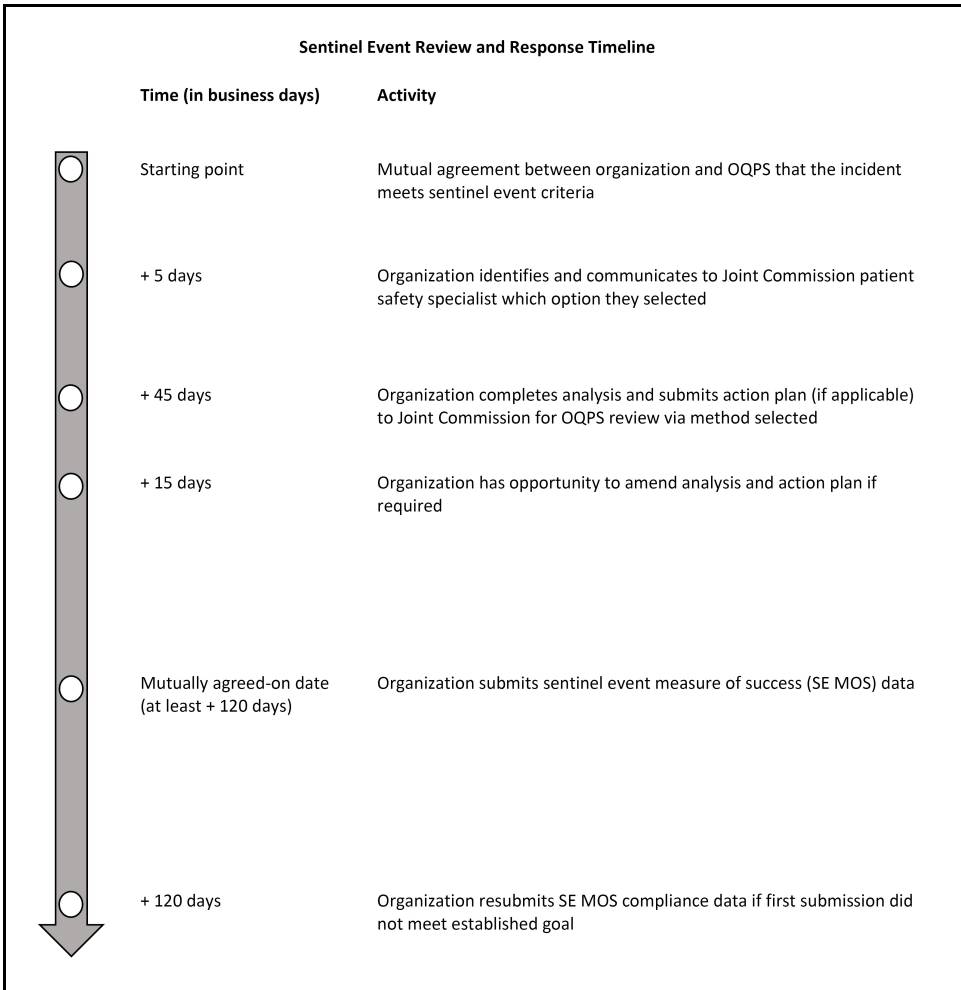 Sentinel Event Review and Response Timeline
Time (in business days) Activity
Starting point Mutual agreement between organization and OQPS that the incident
meets sentinel event criteria
+ 5 days Organization identifies and communicates to Joint Commission patient
safety specialist which option they selected
+ 45 days Organization completes analysis and submits action plan (if applicable)
to Joint Commission for OQPS review via method selected
+ 15 days Organization has opportunity to amend analysis and action plan if
required
Mutually agreed-on date Organization submits sentinel event measure of success (SE MOS) data
(at least + 120 days)
+ 120 days Organization resubmits SE MOS compliance data if first submission did
not meet established goal